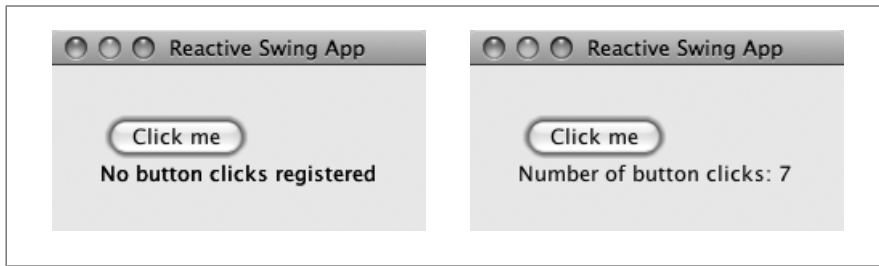 Reactive Swing App
Click me
No button clicks registered
Reactive Swing App
Click me
Number of button clicks: 7